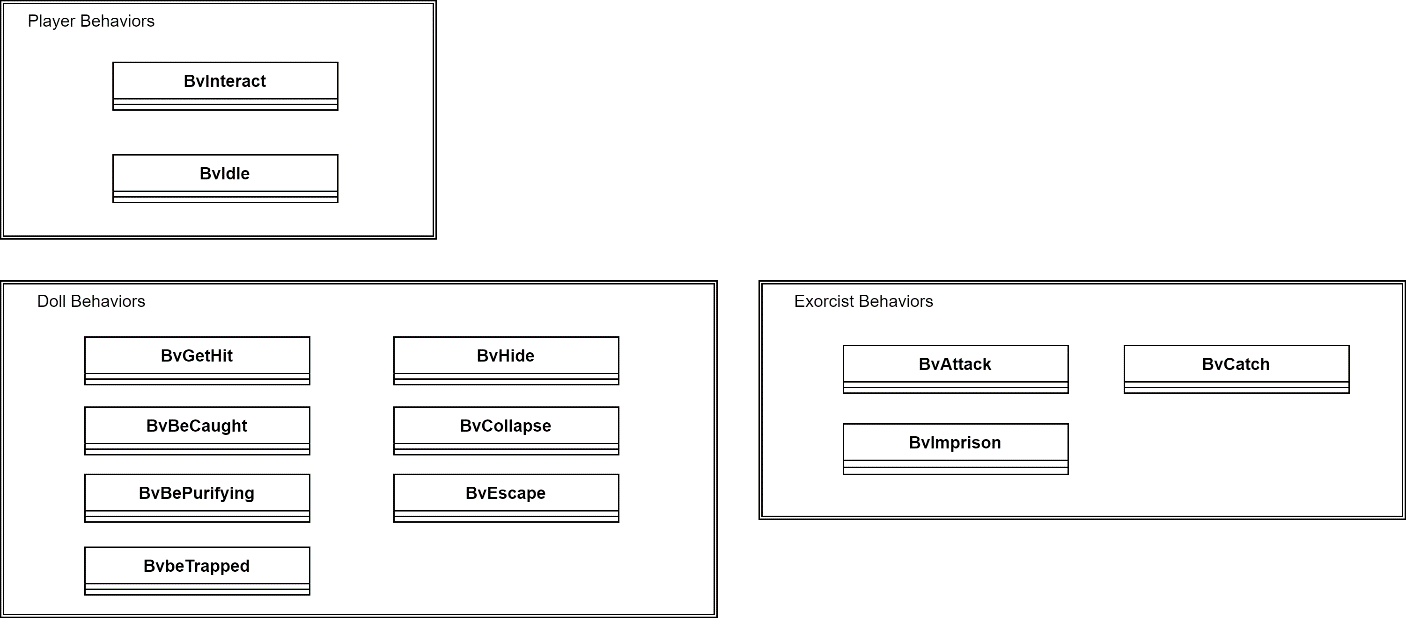 Player Behaviors
BvInteract
BvIdle
Doll Behaviors
BvGetHit
BvHide
BvBeCaught
BvCollapse
BvBePurifying
BvEscape
BvbeTrapped
Exorcist Behaviors
BvAttack
BvCatch
BvImprison